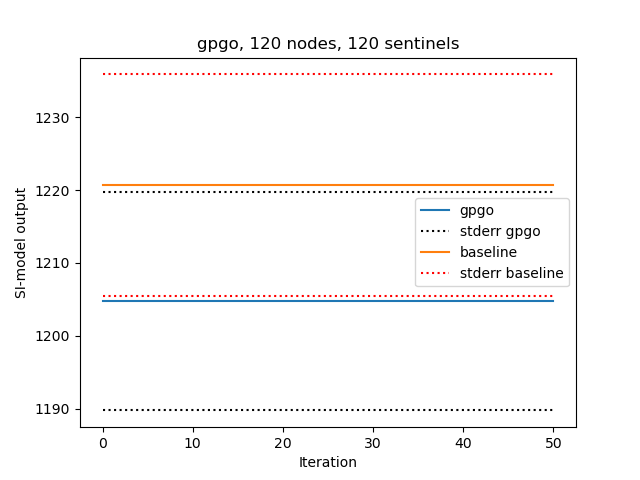 gpgo, 120 nodes, 120 sentinels
SI-model output
1230
1220
1210
1200
1190
gpgo
stderr gpgo
baseline
stderr baseline
0 10 20 30 40 50
Iteration